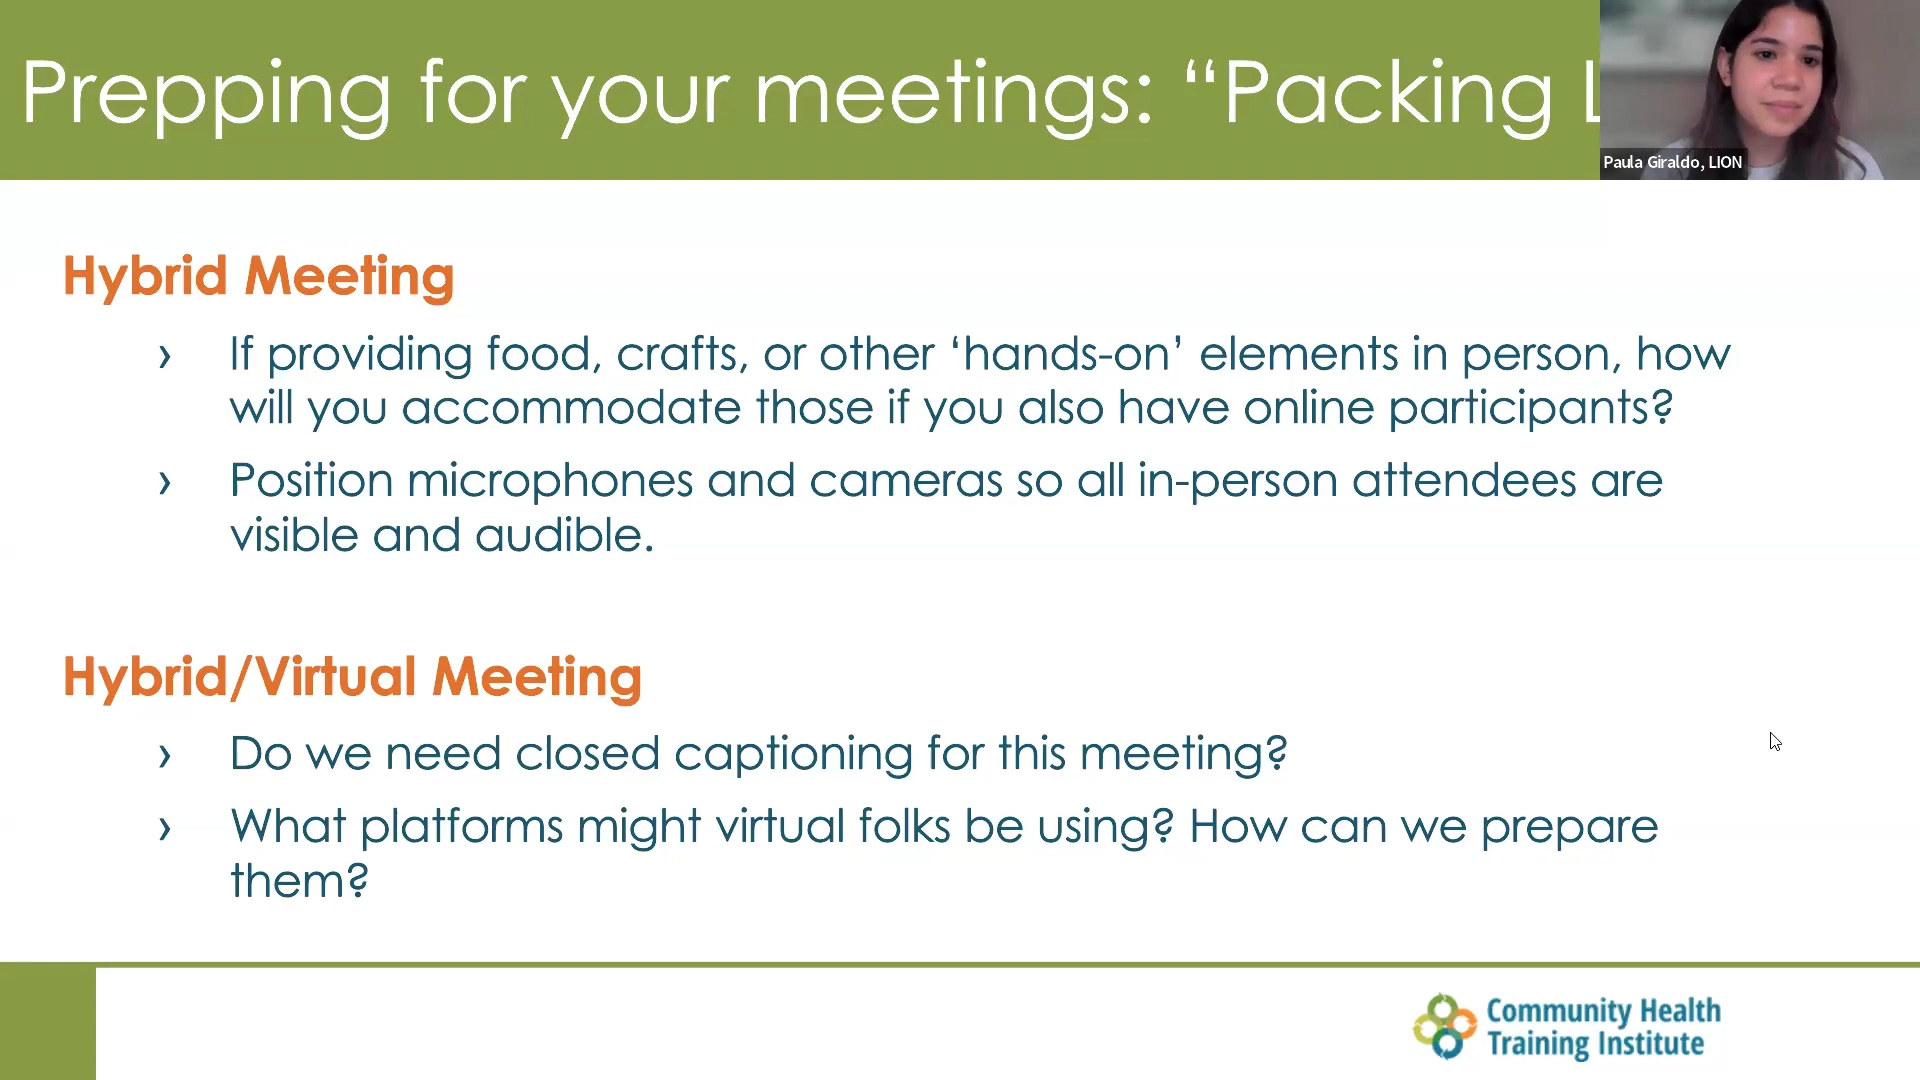 Prepping for your meetings: “Packing L
Paula Giraldo, LION
Hybrid Meeting
› If providing food, crafts, or other ‘hands-on’ elements in person, how
will you accommodate those if you also have online participants?
› Position microphones and cameras so all in-person attendees are
visible and audible.
Hybrid/Virtual Meeting
› Do we need closed captioning for this meeting?
› What platforms might virtual folks be using? How can we prepare
them?
Community Health
Training Institute